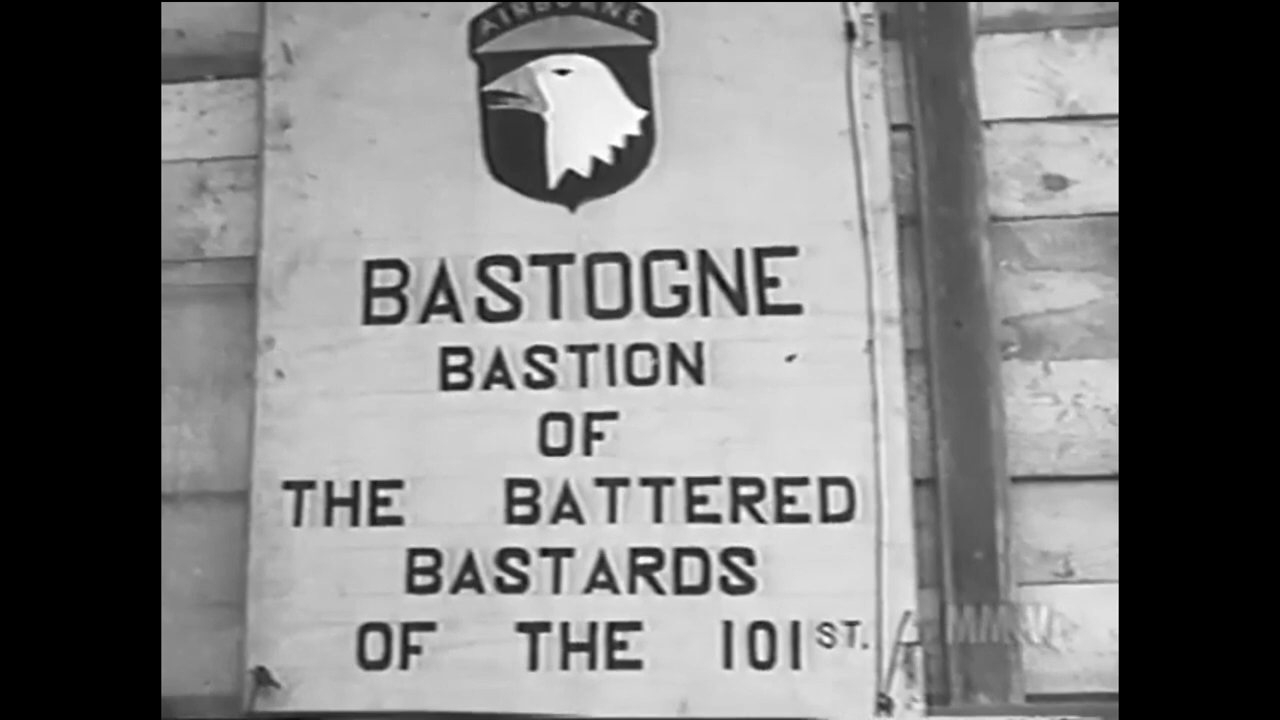 AIRBORNE
BASTOGNE
BASTION
OF
THE BATTERED
BASTARDS
OF THE 101ST.